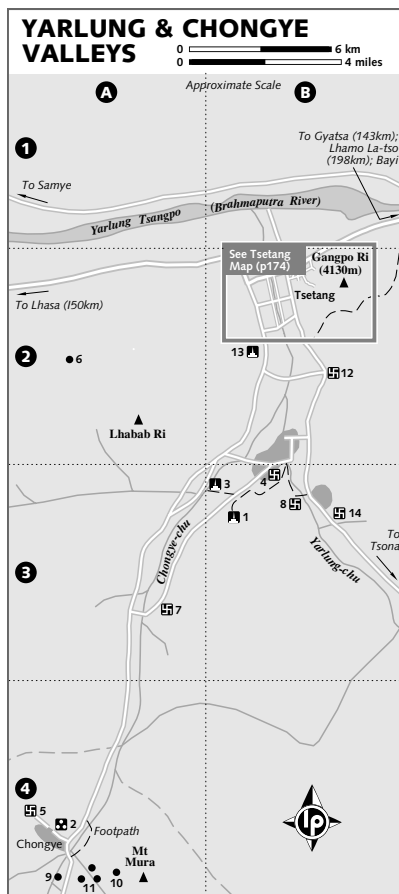 YARLUNG & CHONGYE
VALLEYS
0 6 km
0 4 miles
Approximate Scale
A
B
1
To Gyatsa (143km);
Lhamo La-tso
(198km); Bayi
To Samye
Yarlung Tsangpo (Brahmaputra River)
See Tsetang
Map (p174)
Gangpo Ri
(4130m)
Tsetang
To Lhasa (150km)
2
13
6
12
Lhabab Ri
4
3
8
14
1
To
Tsona
Chongye-chu
Yarlung-chu
3
7
4
5
2
Footpath
Chongye
Mt
Mura
9
11
10
lp